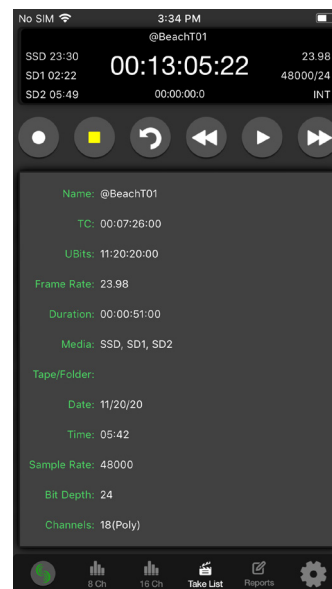 No SIM 3:34 PM
@BeachT01
SSD 23:30 00:13:05:22 23.98
SD1 02:22 48000/24
SD2 05:49 00:00:00:0 INT
Name: @BeachT01
TC: 00:07:26:00
UBits: 11:20:20:00
Frame Rate: 23.98
Duration: 00:00:51:00
Media: SSD, SD1, SD2
Tape/Folder:
Date: 11/20/20
Time: 05:42
Sample Rate: 48000
Bit Depth: 24
Channels: 18(Poly)
8 Ch 16 Ch Take List Reports